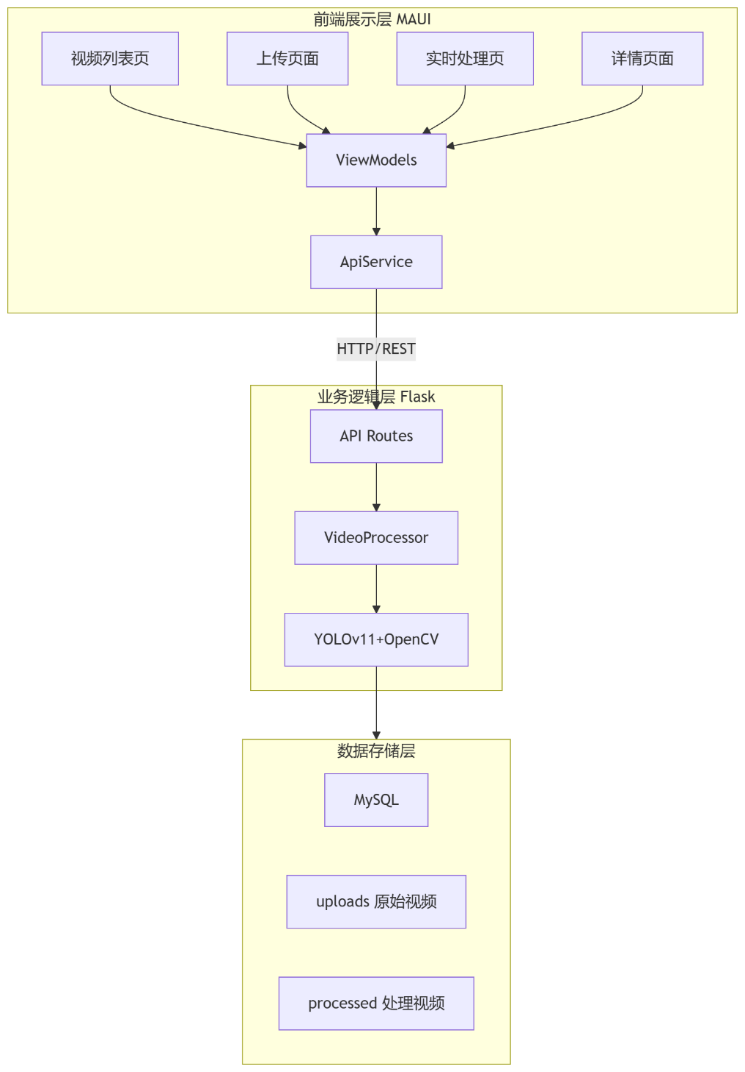 前端展示层 MAUI
视频列表页
上传页面
实时处理页
详情页面
ViewModels
ApiService
HTTP/REST
业务逻辑层 Flask
API Routes
VideoProcessor
YOLOv11+OpenCV
数据存储层
MySQL
uploads 原始视频
processed 处理视频